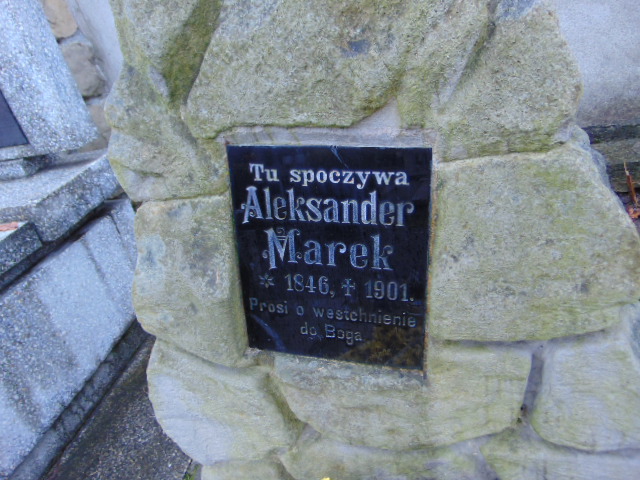 Tu spoczywa
Aleksander
Marek
* 1846, ✝ 1901.
Prosi o westchnienie
do Boga